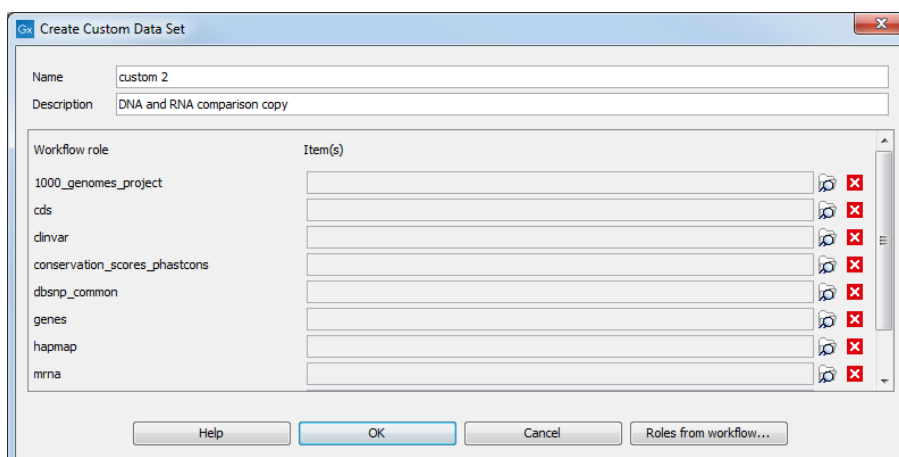 Gx Create Custom Data Set
Name custom 2
Description DNA and RNA comparison copy
Workflow role Item(s)
1000_genomes_project
cds
clinvar
conservation_scores_phastcons
dbsnp_common
genes
hapmap
mrna
Help OK Cancel Roles from workflow...